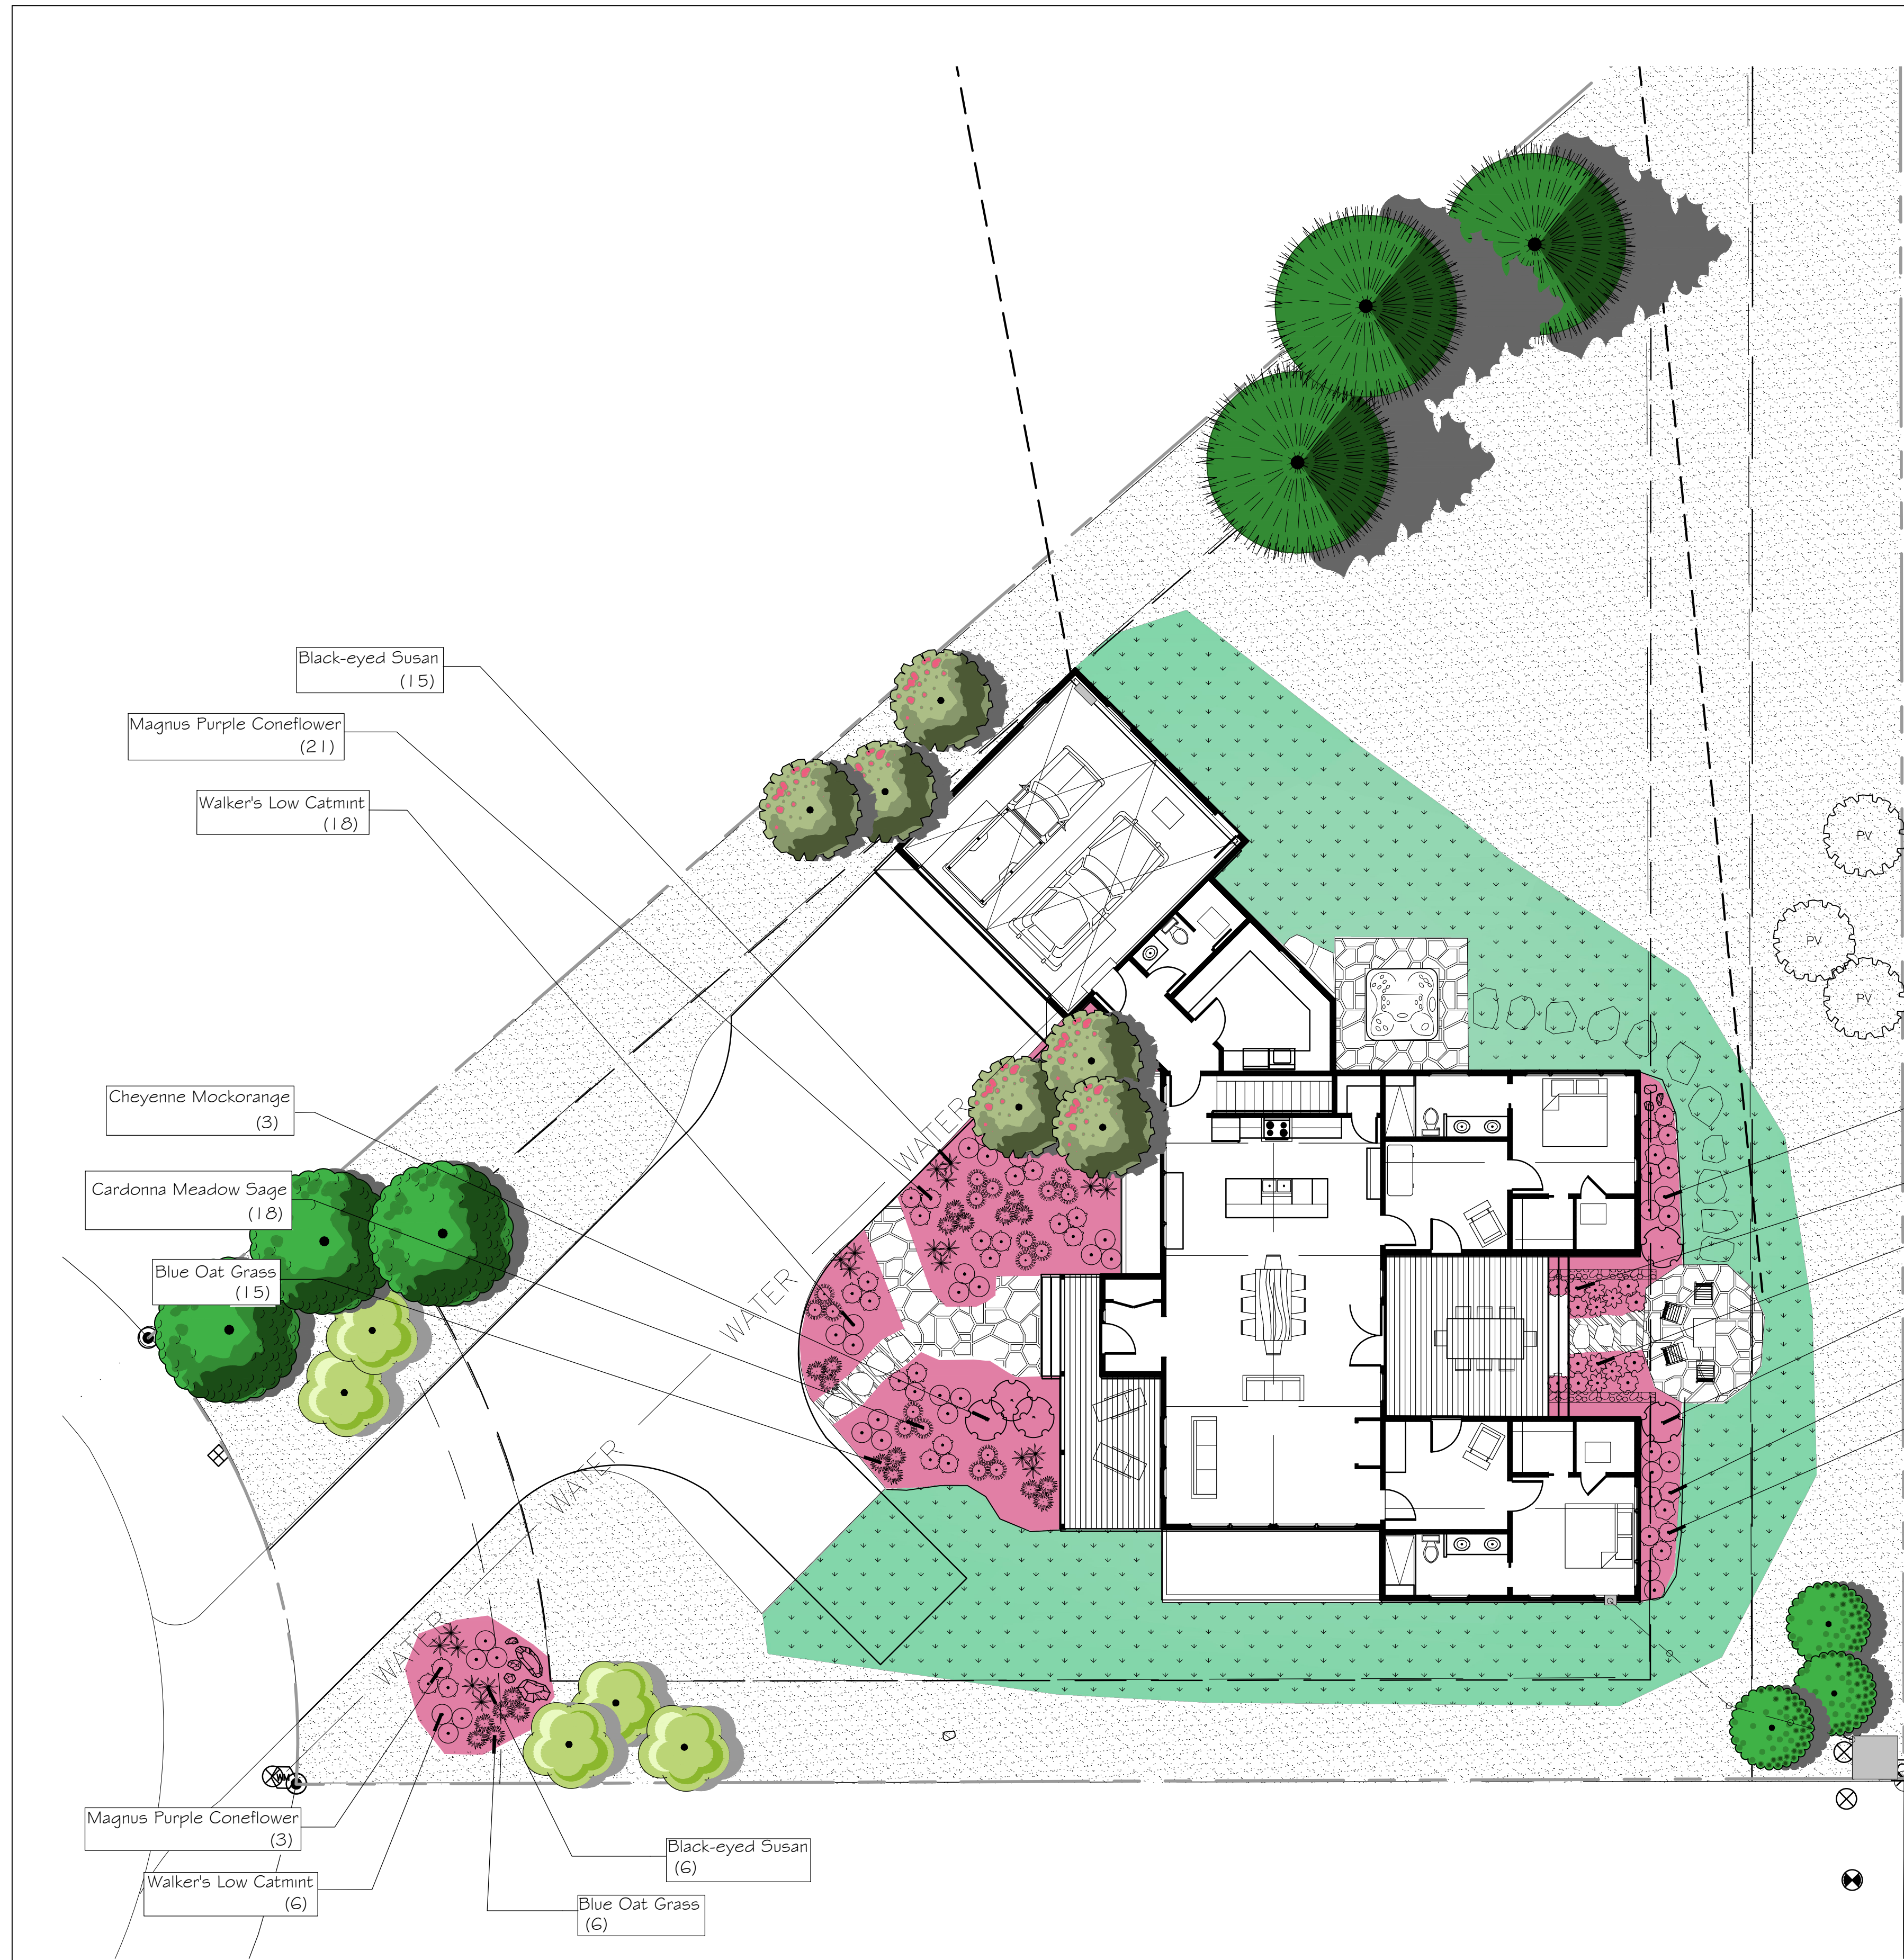 Black-eyed Susan
(15)
Magnus Purple Coneflower
(21)
Walker's Low Catmint
(18)
PV
PV
PV
Cheyenne Mockorange
(3)
Cardonna Meadow Sage
(18)
Blue Oat Grass
(15)
WATER
WATER
WATER
WATER
WM
Magnus Purple Coneflower
(3)
Walker's Low Catmint
(6)
Black-eyed Susan
(6)
Blue Oat Grass
(6)